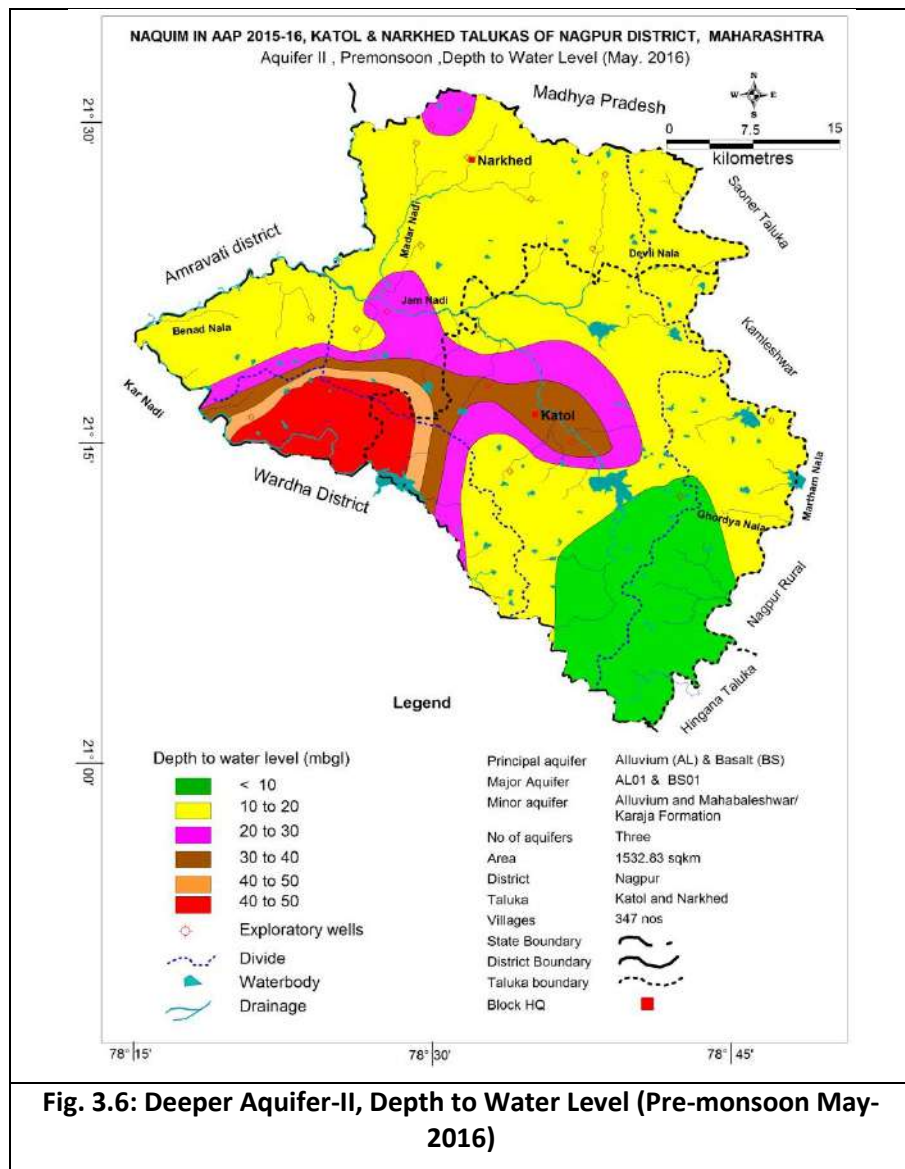 NAQUIM IN AAP 2015-16, KATOL & NARKHED TALUKAS OF NAGPUR DISTRICT, MAHARASHTRA
Aquifer II , Premonsoon ,Depth to Water Level (May. 2016)
Madhya Pradesh
N
W E
S
0 7.5 15
kilometres
21° 30'
Narkhed
Saoner Taluka
Madar Nadi
Amravati district
Devli Nala
Jam Nadi
Benad Nala
Kamleshwar
Kar Nadi
Katol
21° 15'
Wardha District
Martham Nala
Ghordya Nala
Nagpur Rural
Hingana Taluka
21° 00'
Legend
Depth to water level (mbgl)
< 10
10 to 20
20 to 30
30 to 40
40 to 50
40 to 50
Exploratory wells
Divide
Waterbody
Drainage
Principal aquifer Alluvium (AL) & Basalt (BS)
Major Aquifer AL01 & BS01
Minor aquifer Alluvium and Mahabaleshwar/
Karaja Formation
No of aquifers Three
Area 1532.83 sqkm
District Nagpur
Taluka Katol and Narkhed
Villages 347 nos
State Boundary
District Boundary
Taluka boundary
Block HQ
78° 15' 78° 30' 78° 45'
Fig. 3.6: Deeper Aquifer-II, Depth to Water Level (Pre-monsoon May-
2016)